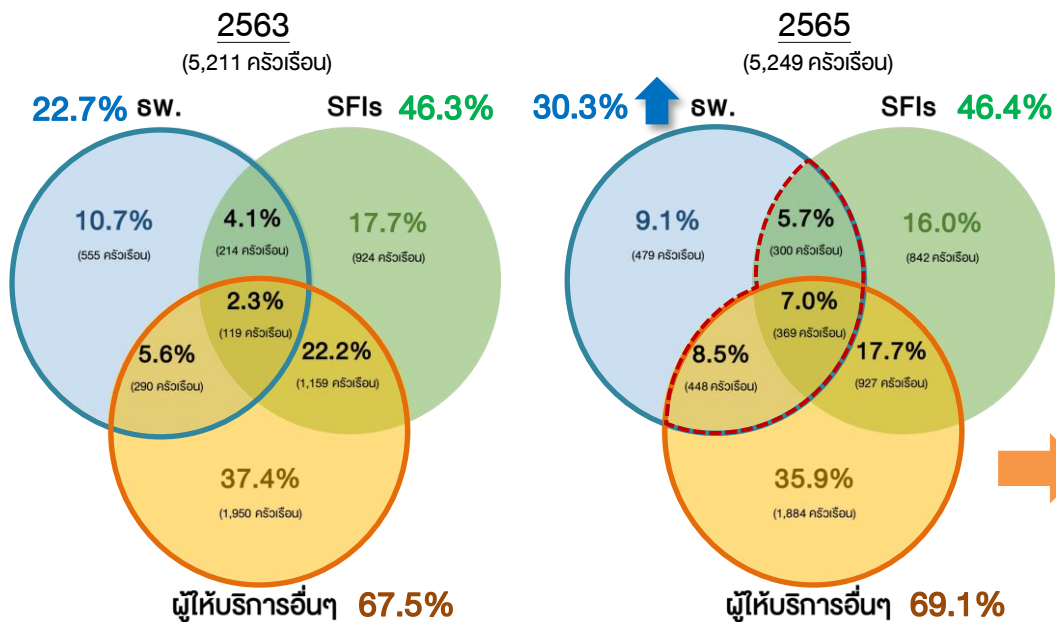 2563
(5,211 ครัวเรือน)
22.7% ธพ. SFIs 46.3%
10.7%
(555 ครัวเรือน)
4.1%
(214 ครัวเรือน)
17.7%
(924 ครัวเรือน)
2.3%
(119 ครัวเรือน)
5.6%
(290 ครัวเรือน)
22.2%
(1,159 ครัวเรือน)
37.4%
(1,950 ครัวเรือน)
ผู้ให้บริการอื่นๆ 67.5%
2565
(5,249 ครัวเรือน)
30.3% ธพ. SFIs 46.4%
9.1%
(479 ครัวเรือน)
5.7%
(300 ครัวเรือน)
16.0%
(842 ครัวเรือน)
7.0%
(369 ครัวเรือน)
8.5%
(448 ครัวเรือน)
17.7%
(927 ครัวเรือน)
35.9%
(1,884 ครัวเรือน)
ผู้ให้บริการอื่นๆ 69.1%